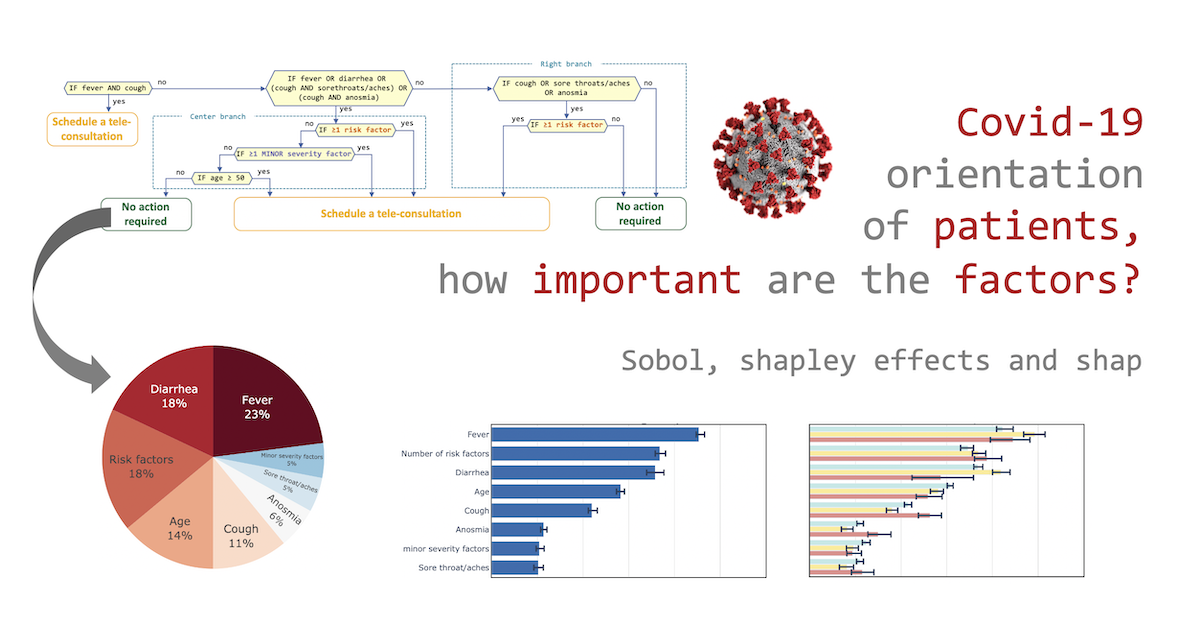 Right branch
IF fever AND cough
no
IF fever OR diarrhea OR
(cough AND sorethroats/aches) OR
(cough AND anosmia)
no
IF cough OR sore throats/aches
OR anosmia
no
yes
yes
yes
Schedule a tele-
consultation
Center branch
no
IF ≥1 risk factor
yes
yes
IF ≥1 risk factor
no
no
IF ≥1 MINOR severity factor
yes
no
IF age ≥ 50
yes
No action
required
Schedule a tele-consultation
No action
required
Covid-19
orientation
of patients,
how important are the factors?
Sobol, shapley effects and shap
Diarrhea
18%
Fever
23%
Risk factors
18%
Minor severity factors
5%
Sore throat/aches
5%
Anosmia
6%
Age
14%
Cough
11%
Fever
Number of risk factors
Diarrhea
Age
Cough
Anosmia
minor severity factors
Sore throat/aches